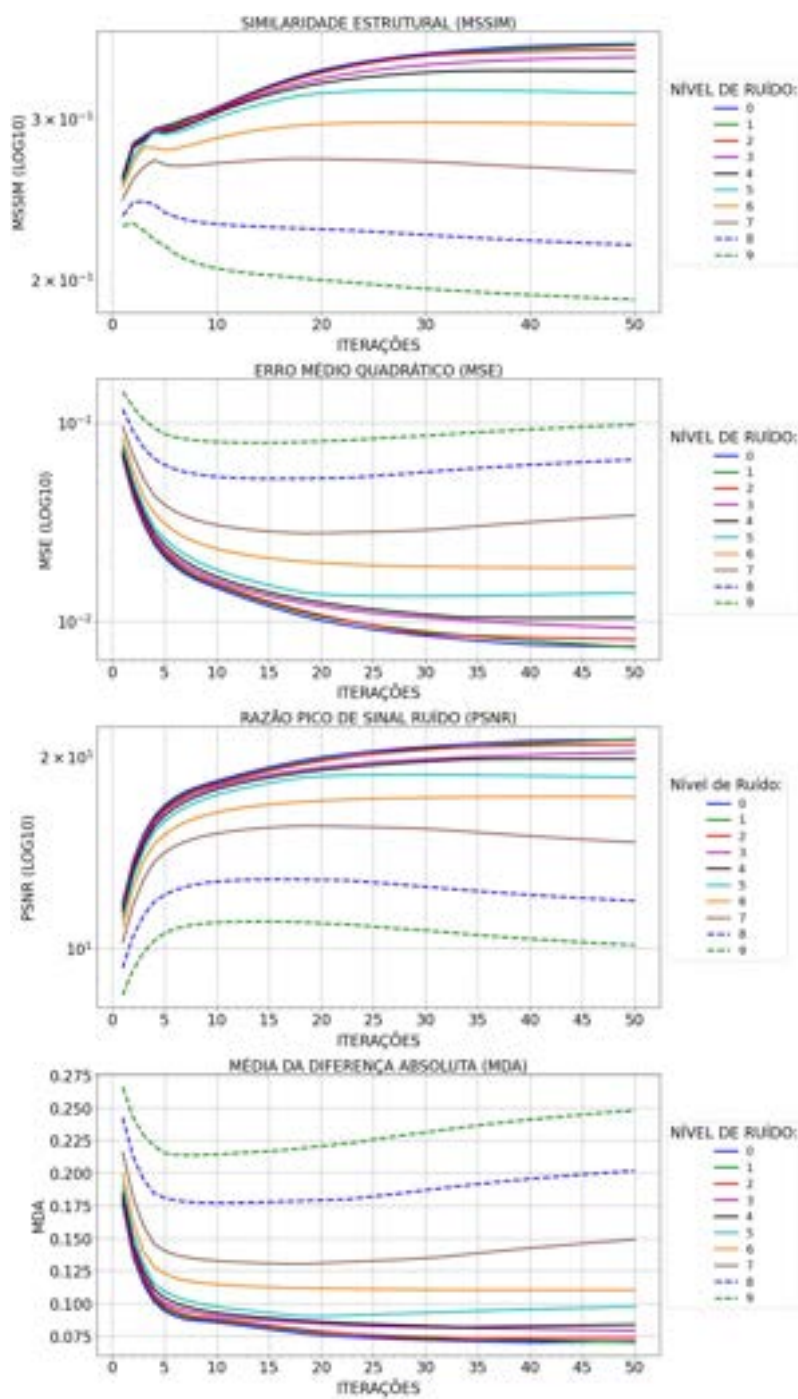 SIMILARIDADE ESTRUTURAL (MSSIM)
MSSIM (LOG10)
3 × 10⁻¹
2 × 10⁻¹
0 5 10 15 20 25 30 35 40 45 50
ITERAÇÕES
NÍVEL DE RUÍDO:
0
1
2
3
4
5
6
7
8
9
ERRO MÉDIO QUADRÁTICO (MSE)
MSE (LOG10)
10⁻¹
10⁻²
0 5 10 15 20 25 30 35 40 45 50
ITERAÇÕES
NÍVEL DE RUÍDO:
0
1
2
3
4
5
6
7
8
9
RAZÃO PICO DE SINAL RUÍDO (PSNR)
PSNR (LOG10)
2 × 10¹
10¹
0 5 10 15 20 25 30 35 40 45 50
ITERAÇÕES
Nível de Ruído:
0
1
2
3
4
5
6
7
8
9
MÉDIA DA DIFERENÇA ABSOLUTA (MDA)
MDA
0.275
0.250
0.225
0.200
0.175
0.150
0.125
0.100
0.075
0 5 10 15 20 25 30 35 40 45 50
ITERAÇÕES
NÍVEL DE RUÍDO:
0
1
2
3
4
5
6
7
8
9